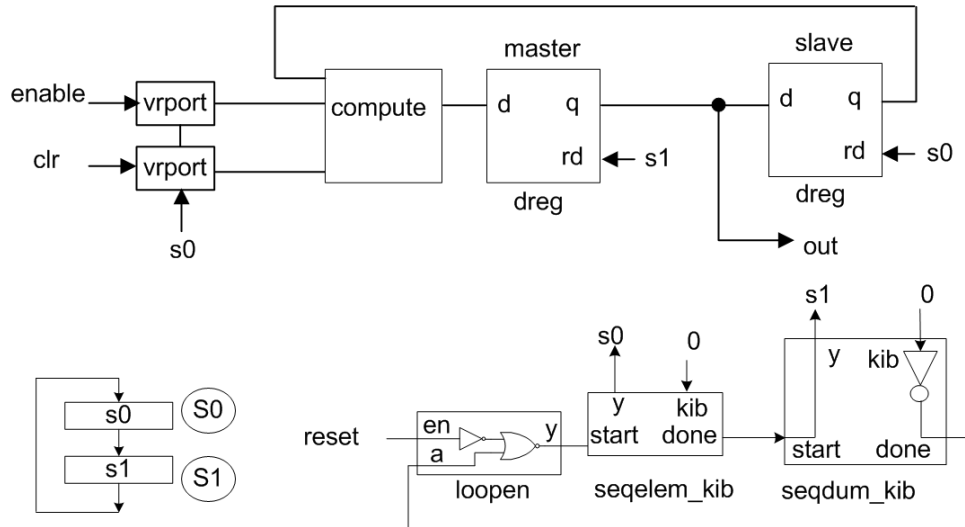 master
slave
enable
vrport
compute
d
q
rd
s1
dreg
d
q
rd
s0
dreg
clr
vrport
s0
out
s1
0
s0
0
y
kib
s0
S0
s1
S1
reset
en
a
y
loopen
y
kib
start
done
seqelem_kib
start
done
seqdum_kib